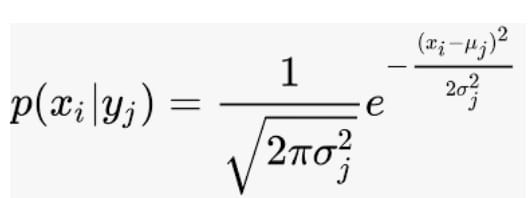 p(x_i|y_j) = \frac{1}{\sqrt{2\pi\sigma_j^2}} e^{-\frac{(x_i-\mu_j)^2}{2\sigma_j^2}}